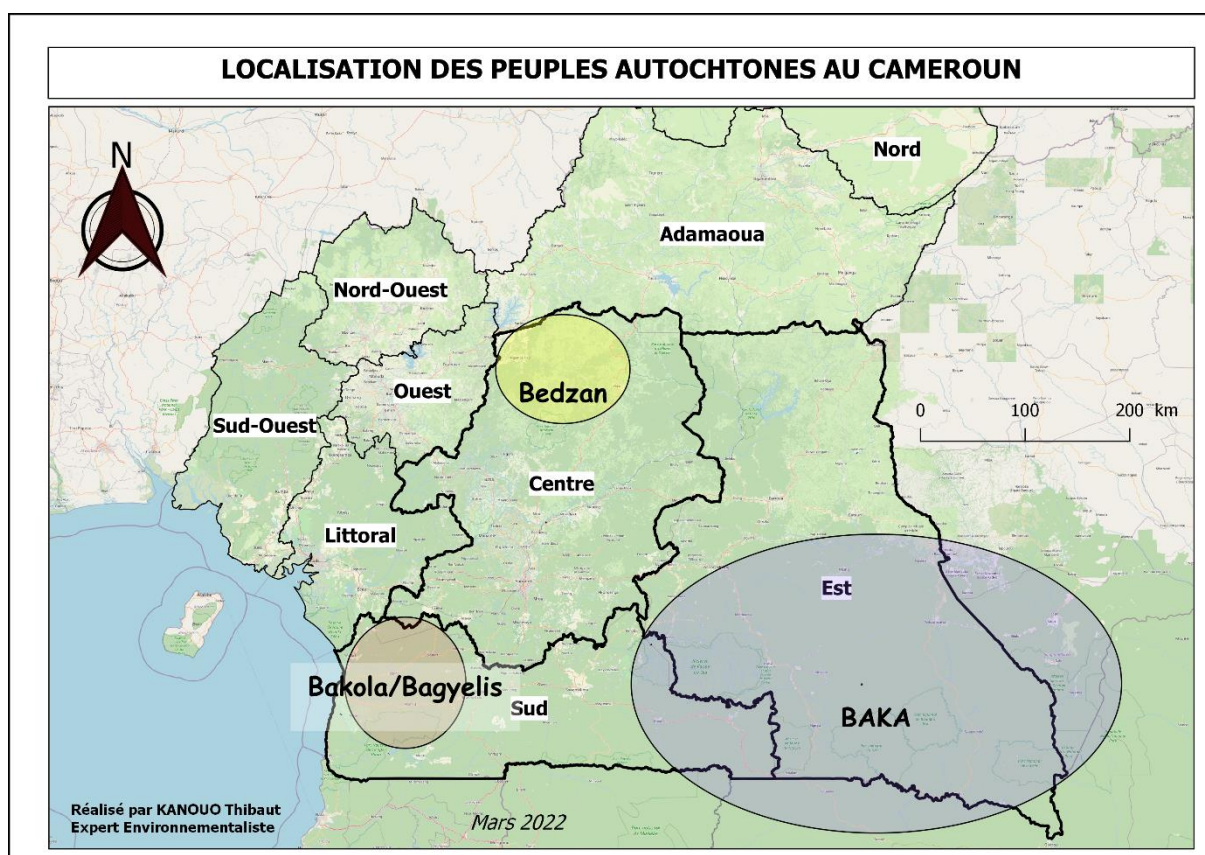 LOCALISATION DES PEUPLES AUTOCHTONES AU CAMEROUN
N
Nord
Adamaoua
Nord-Ouest
Ouest
Bedzan
Sud-Ouest
0 100 200 km
Centre
Littoral
Est
Bakola/Bagyelis
Sud
BAKA
Réalisé par KANOUO Thibaut
Expert Environnementaliste
Mars 2022